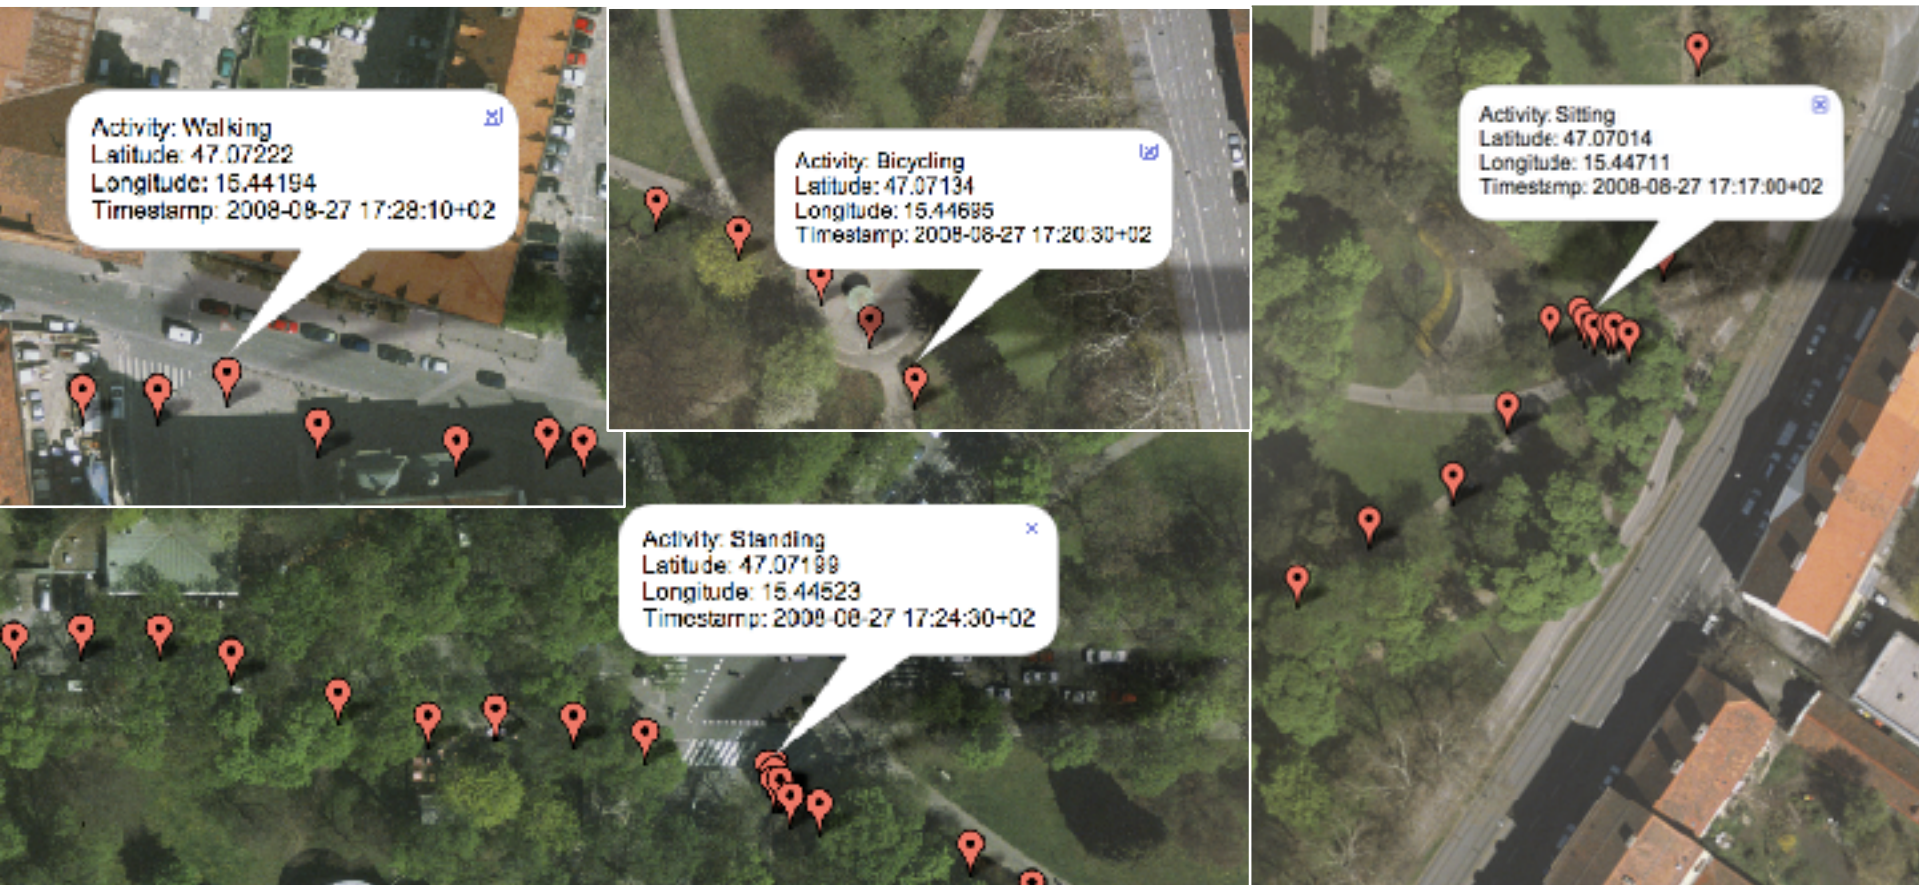 Activity: Walking
Latitude: 47.07222
Longitude: 15.44194
Timestamp: 2008-08-27 17:28:10+02
Activity: Bicycling
Latitude: 47.07134
Longitude: 15.44695
Timestamp: 2008-08-27 17:20:30+02
Activity: Sitting
Latitude: 47.07014
Longitude: 15.44711
Timestamp: 2008-08-27 17:17:00+02
Activity: Standing
Latitude: 47.07199
Longitude: 15.44523
Timestamp: 2008-08-27 17:24:30+02